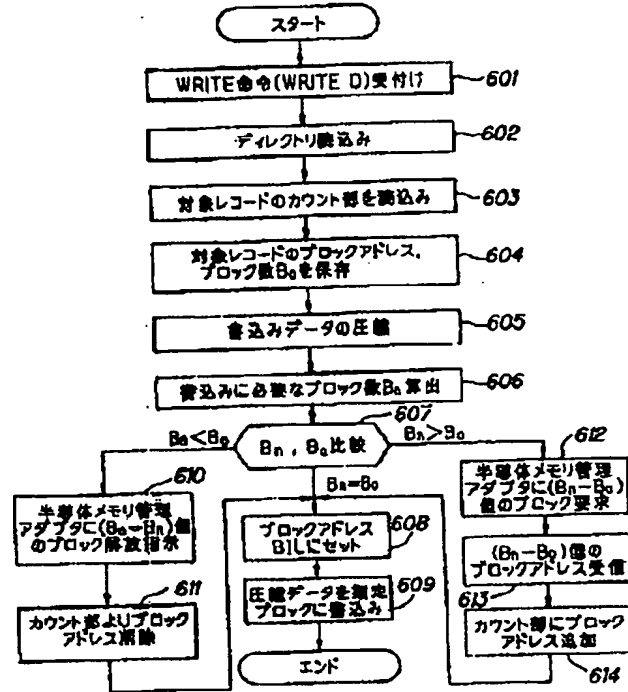 スタート
WRITE命令(WRITE D)受付け
601
ディレクトリ読込み
602
対象レコードのカウント部を読込み
603
対象レコードのブロックアドレス,
ブロック数B₀を保存
604
書込みデータの圧縮
605
書込みに必要なブロック数Bn算出
606
607
Bn , B₀比較
Bn<B₀
Bn>B₀
Bn=B₀
610
半導体メモリ管理
アダプタに(B₀-Bn)個
のブロック解放指示
611
カウント部よりブロック
アドレス削除
608
ブロックアドレス
にセット
609
圧縮データを指定
ブロックに書込み
エンド
612
半導体メモリ管理
アダプタに(Bn-B₀)
個のブロック要求
(Bn-B₀)個の
ブロックアドレス受信
613
カウント部にブロック
アドレス追加
614